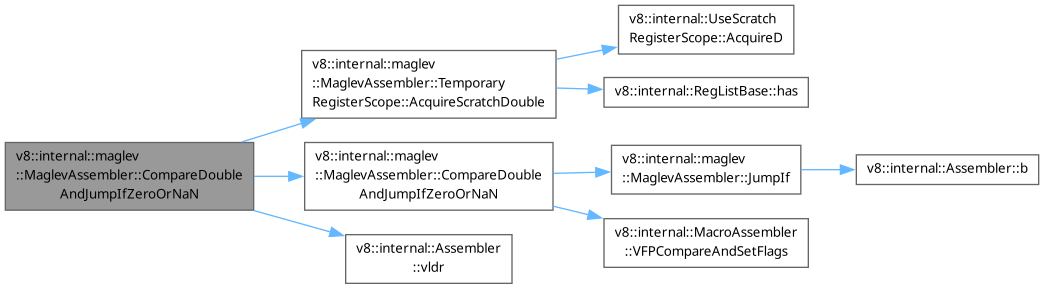 v8::internal::maglev
::MaglevAssembler::CompareDouble
AndJumpIfZeroOrNaN
v8::internal::maglev
::MaglevAssembler::Temporary
RegisterScope::AcquireScratchDouble
v8::internal::UseScratch
RegisterScope::AcquireD
v8::internal::RegListBase::has
v8::internal::maglev
::MaglevAssembler::CompareDouble
AndJumpIfZeroOrNaN
v8::internal::maglev
::MaglevAssembler::JumpIf
v8::internal::Assembler::b
v8::internal::MacroAssembler
::VFPCompareAndSetFlags
v8::internal::Assembler
::vldr